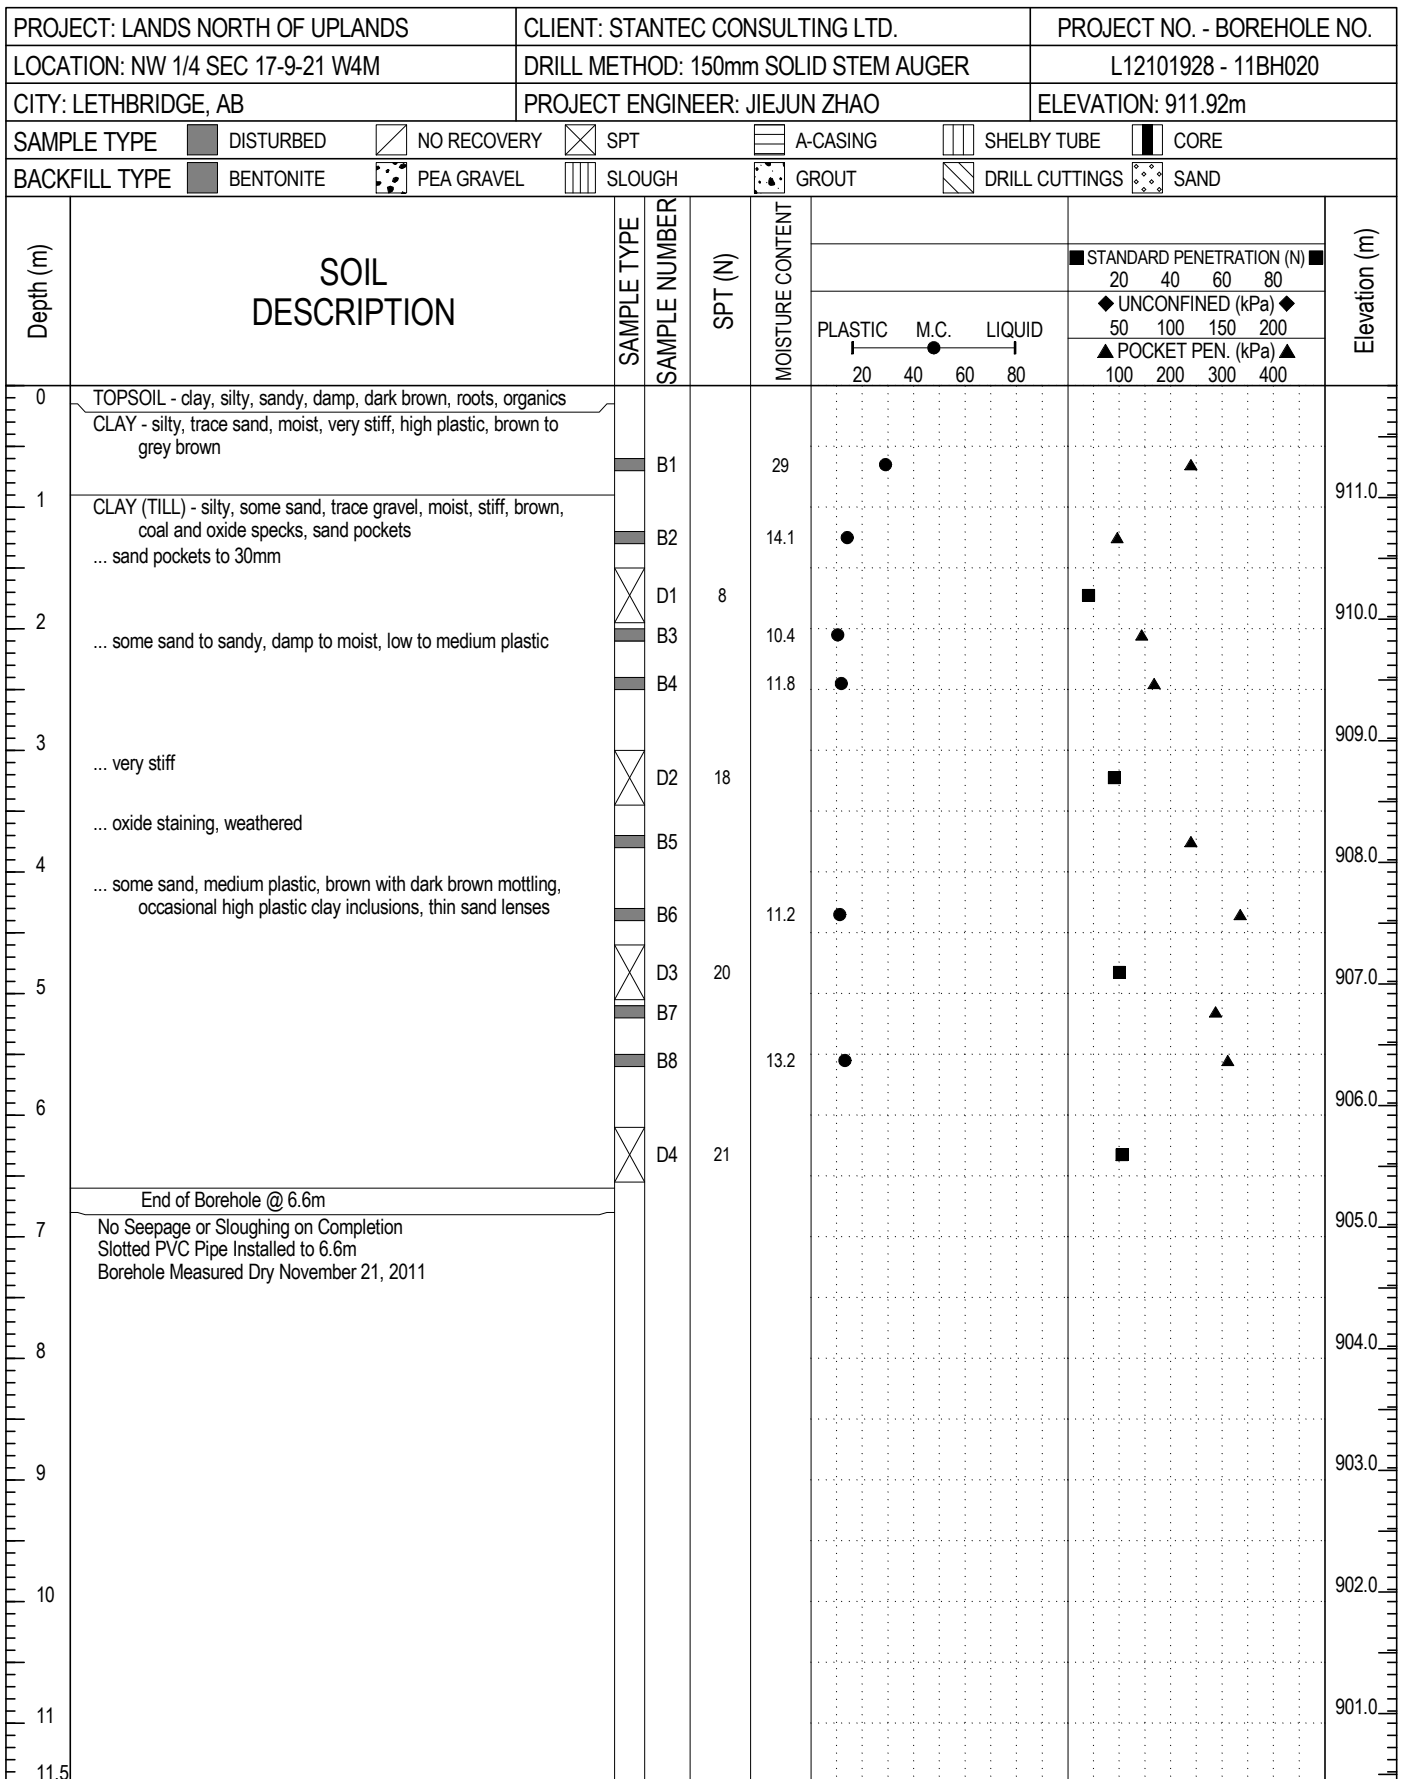 PROJECT: LANDS NORTH OF UPLANDS
CLIENT: STANTEC CONSULTING LTD.
PROJECT NO. - BOREHOLE NO.
LOCATION: NW 1/4 SEC 17-9-21 W4M
DRILL METHOD: 150mm SOLID STEM AUGER
L12101928 - 11BH020
CITY: LETHBRIDGE, AB
PROJECT ENGINEER: JIEJUN ZHAO
ELEVATION: 911.92m
SAMPLE TYPE DISTURBED NO RECOVERY SPT A-CASING SHELBY TUBE CORE
BACKFILL TYPE BENTONITE PEA GRAVEL SLOUGH GROUT DRILL CUTTINGS SAND
Depth (m)
SOIL
DESCRIPTION
SAMPLE TYPE
SAMPLE NUMBER
SPT (N)
MOISTURE CONTENT
PLASTIC M.C. LIQUID
20 40 60 80
STANDARD PENETRATION (N)
20 40 60 80
UNCONFINED (kPa)
50 100 150 200
POCKET PEN. (kPa)
100 200 300 400
Elevation (m)
0
TOPSOIL - clay, silty, sandy, damp, dark brown, roots, organics
CLAY - silty, trace sand, moist, very stiff, high plastic, brown to
grey brown
B1 29
911.0
1
CLAY (TILL) - silty, some sand, trace gravel, moist, stiff, brown,
coal and oxide specks, sand pockets
B2 14.1
... sand pockets to 30mm
D1 8
910.0
2
... some sand to sandy, damp to moist, low to medium plastic
B3 10.4
B4 11.8
909.0
3
... very stiff
D2 18
... oxide staining, weathered
B5
908.0
4
... some sand, medium plastic, brown with dark brown mottling,
occasional high plastic clay inclusions, thin sand lenses
B6 11.2
D3 20
907.0
5
B7
B8 13.2
906.0
6
D4 21
End of Borehole @ 6.6m
905.0
7
No Seepage or Sloughing on Completion
Slotted PVC Pipe Installed to 6.6m
Borehole Measured Dry November 21, 2011
904.0
8
903.0
9
902.0
10
901.0
11
11.5